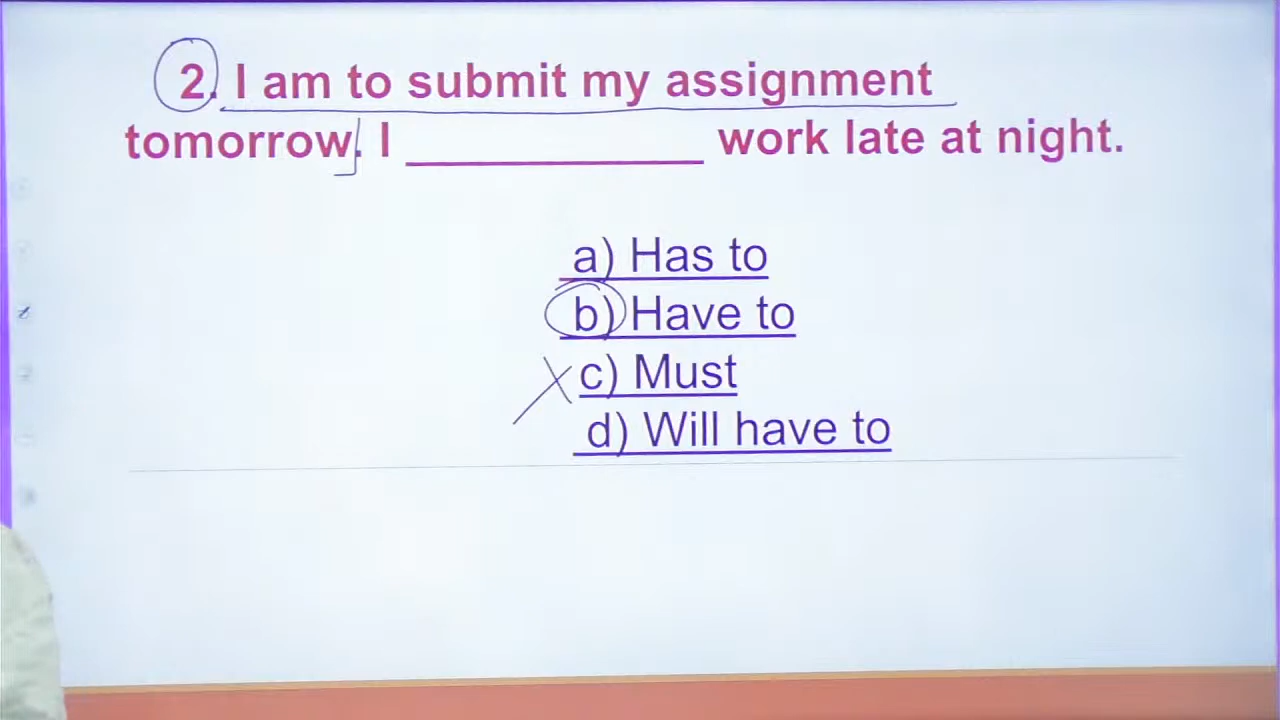 2. I am to submit my assignment
tomorrow. I ____________ work late at night.
a) Has to
b) Have to
c) Must
d) Will have to